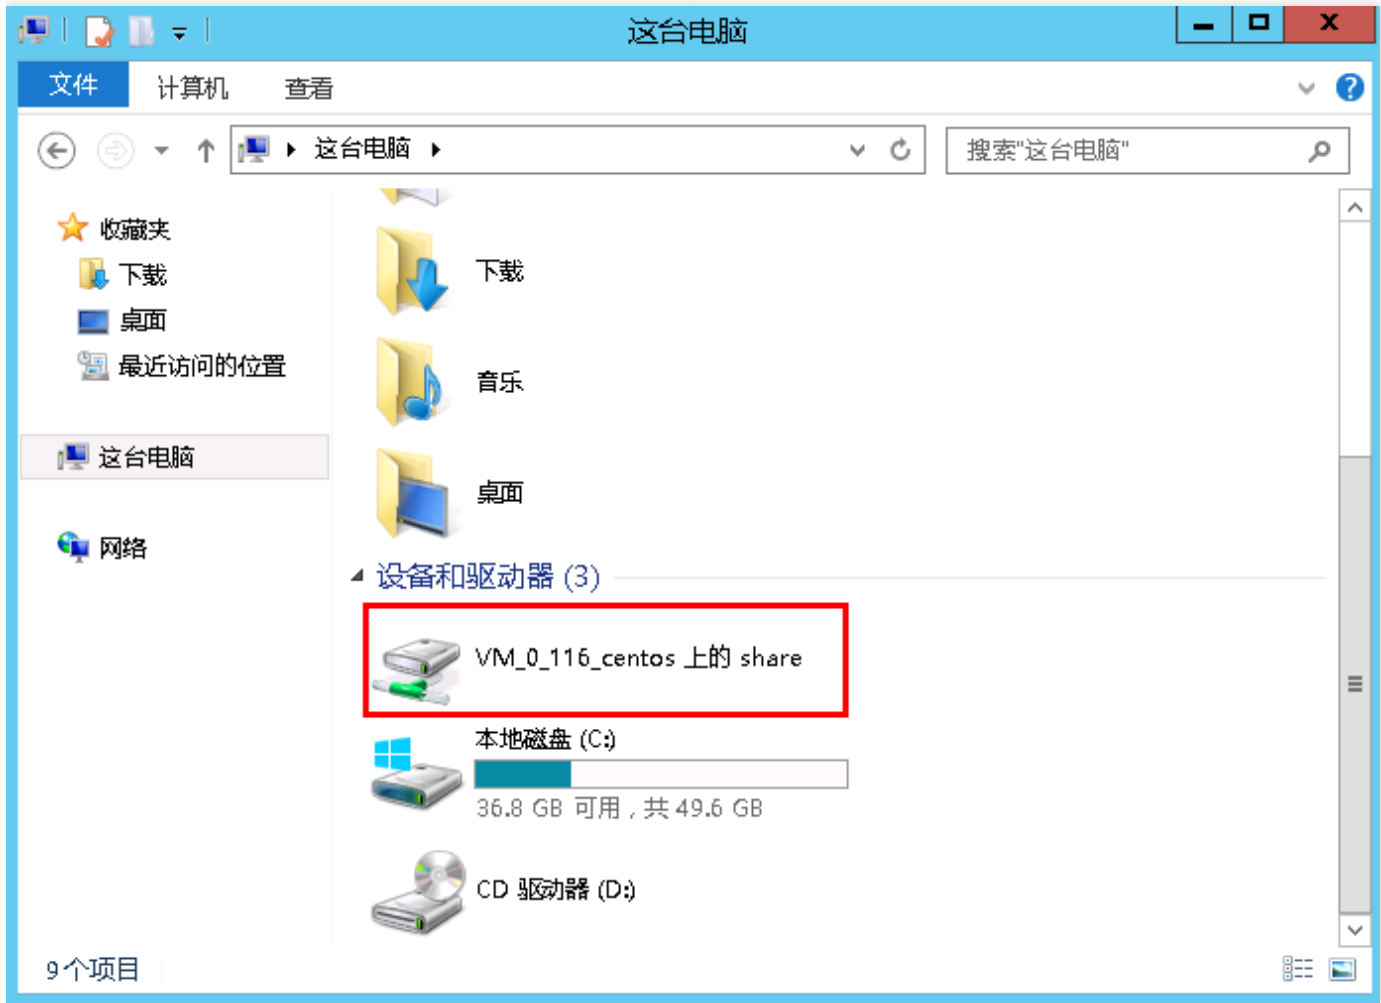 这台电脑
文件 计算机 查看
这台电脑 搜索"这台电脑"
收藏夹
下载
桌面
最近访问的位置
这台电脑
网络
下载
音乐
桌面
设备和驱动器 (3)
VM_0_116_centos 上的 share
本地磁盘 (C:)
36.8 GB 可用，共 49.6 GB
CD 驱动器 (D:)
9 个项目